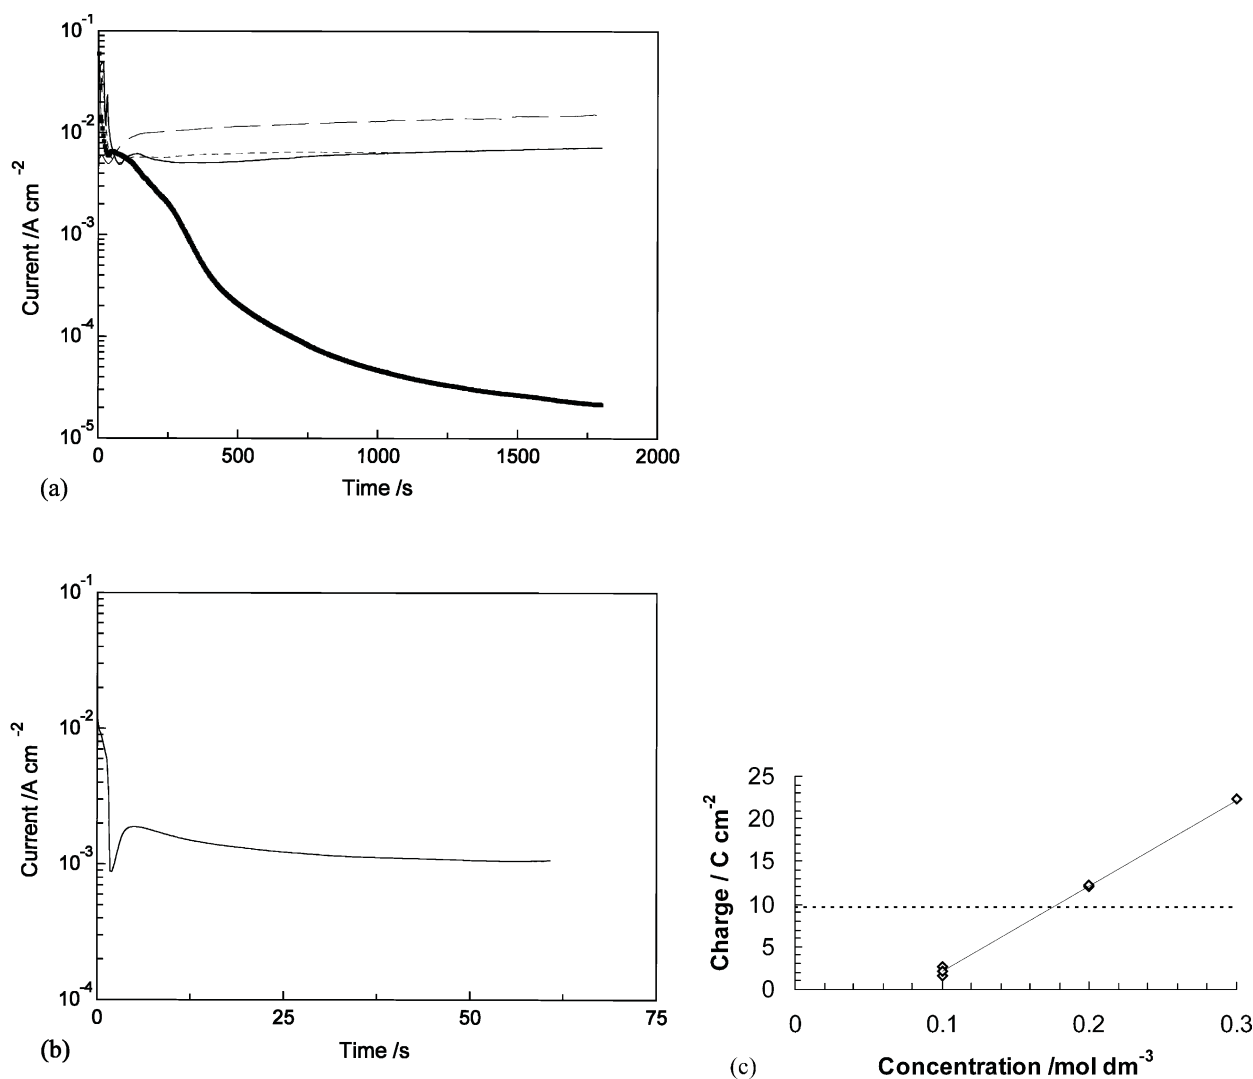 10-1
10-2
10-3
10-4
10-5
Current /A cm-2
0 500 1000 1500 2000
Time /s
(a)
10-1
10-2
10-3
10-4
Current /A cm-2
0 25 50 75
Time /s
(b)
25
20
15
10
5
0
Charge / C cm-2
0 0.1 0.2 0.3
Concentration /mol dm-3
(c)